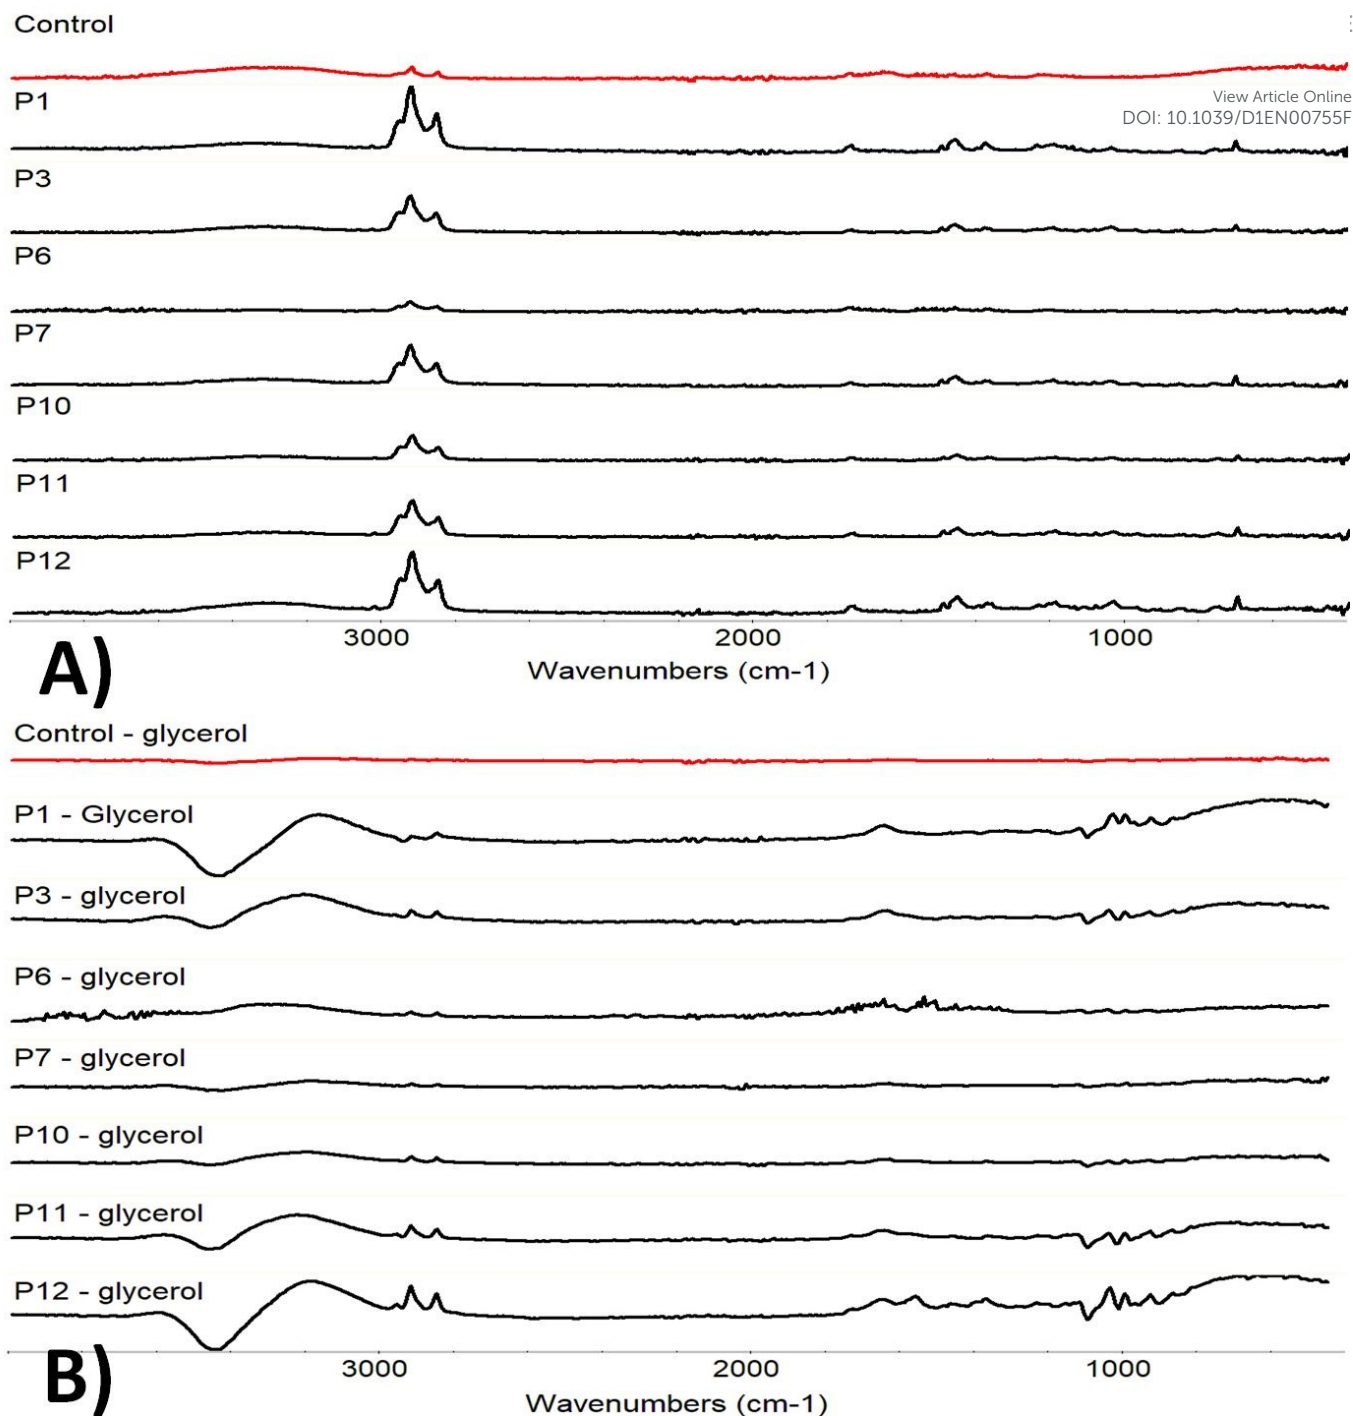 Control
View Article Online
DOI: 10.1039/D1EN00755F
P1
P3
P6
P7
P10
P11
P12
3000 2000 1000
Wavenumbers (cm-1)
A)
Control - glycerol
P1 - Glycerol
P3 - glycerol
P6 - glycerol
P7 - glycerol
P10 - glycerol
P11 - glycerol
P12 - glycerol
3000 2000 1000
Wavenumbers (cm-1)
B)